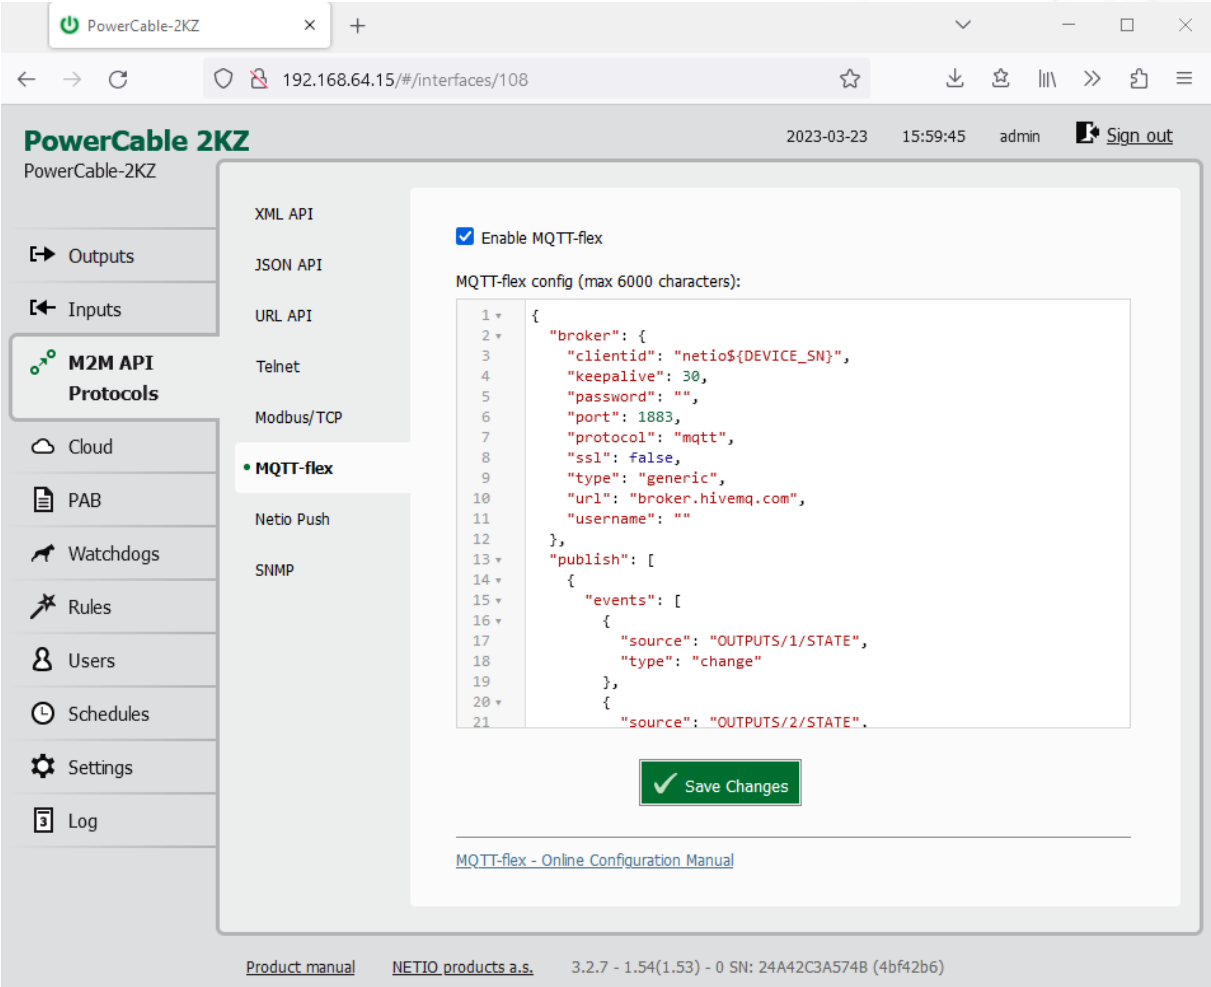 PowerCable-2KZ
192.168.64.15/#/interfaces/108
PowerCable 2KZ
PowerCable-2KZ
2023-03-23 15:59:45 admin Sign out
Outputs
Inputs
M2M API
Protocols
Cloud
PAB
Watchdogs
Rules
Users
Schedules
Settings
3 Log
XML API
JSON API
URL API
Telnet
Modbus/TCP
MQTT-flex
Netio Push
SNMP
Enable MQTT-flex
MQTT-flex config (max 6000 characters):
1 {
2 "broker": {
3 "clientid": "netio${DEVICE_SN}",
4 "keepalive": 30,
5 "password": "",
6 "port": 1883,
7 "protocol": "mqtt",
8 "ssl": false,
9 "type": "generic",
10 "url": "broker.hivemq.com",
11 "username": ""
12 },
13 "publish": [
14 {
15 "events": [
16 {
17 "source": "OUTPUTS/1/STATE",
18 "type": "change"
19 },
20 {
21 "source": "OUTPUTS/2/STATE",
Save Changes
MQTT-flex - Online Configuration Manual
Product manual NETIO products a.s. 3.2.7 - 1.54(1.53) - 0 SN: 24A42C3A574B (4bf42b6)